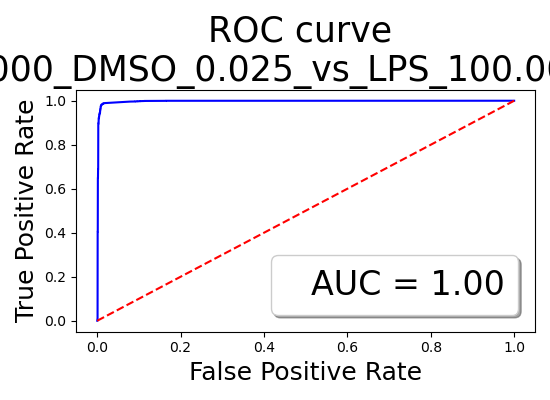 ROC curve
000_DMSO_0.025_vs_LPS_100.00
1.0
0.8
0.6
0.4
0.2
0.0
True Positive Rate
AUC = 1.00
0.0 0.2 0.4 0.6 0.8 1.0
False Positive Rate